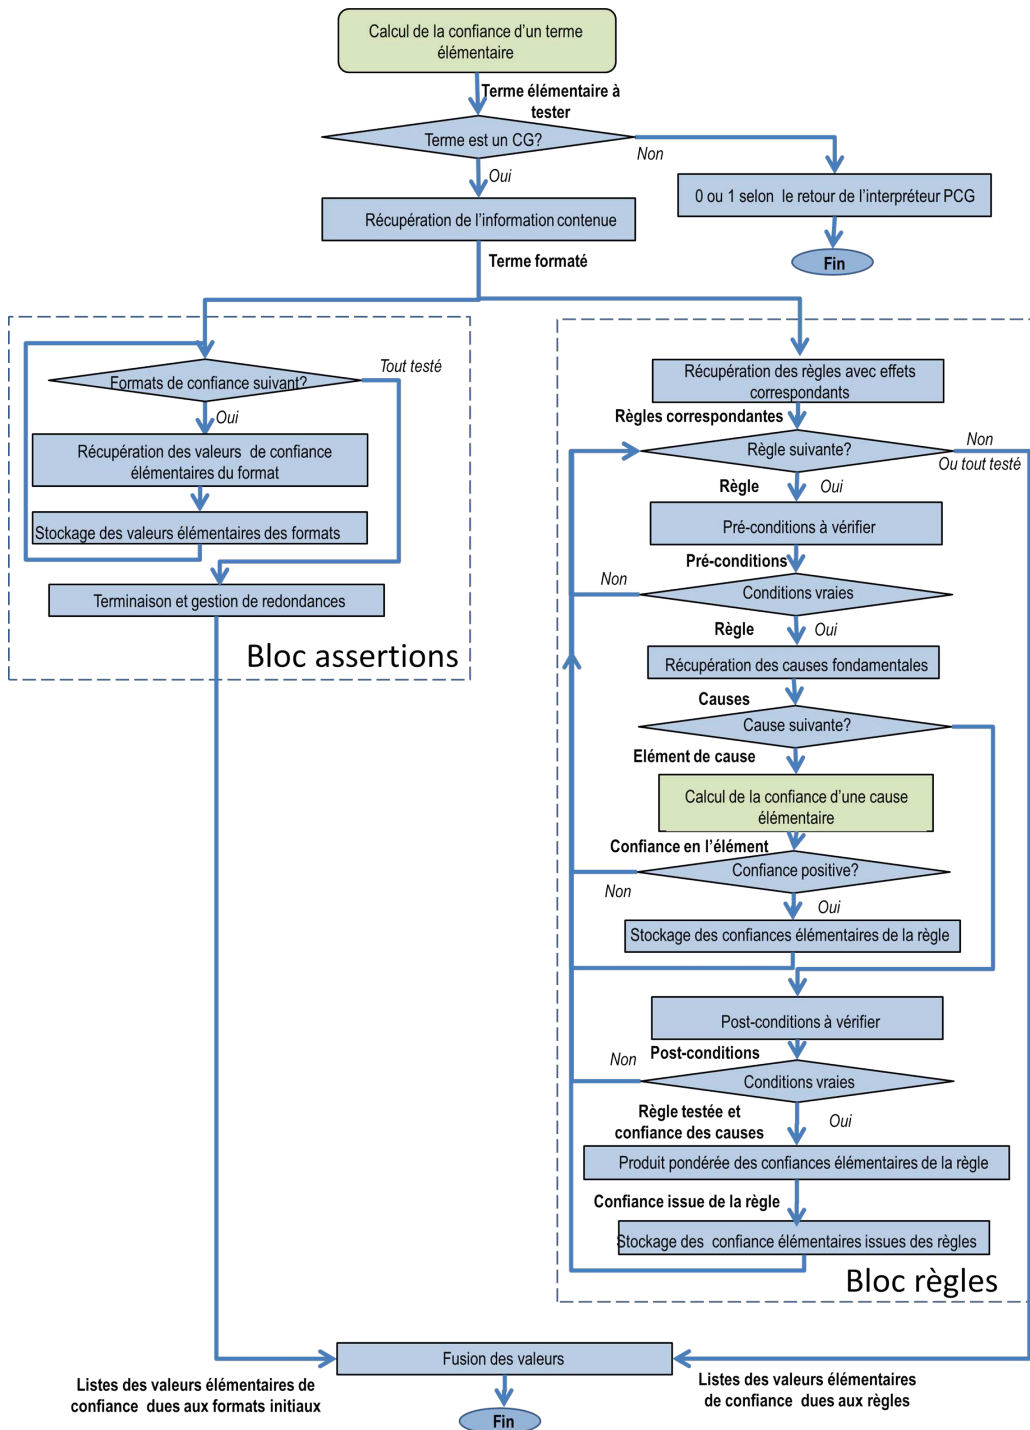 Calcul de la confiance d'un terme
élémentaire
Terme élémentaire à
tester
Terme est un CG?
Non
Oui
0 ou 1 selon le retour de l'interpréteur PCG
Récupération de l'information contenue
Terme formaté
Fin
Tout testé
Formats de confiance suivant?
Oui
Récupération des valeurs de confiance
élémentaires du format
Stockage des valeurs élémentaires des formats
Terminaison et gestion de redondances
Bloc assertions
Récupération des règles avec effets
correspondants
Règles correspondantes
Règle suivante?
Non
Ou tout testé
Règle
Oui
Pré-conditions à vérifier
Pré-conditions
Non
Conditions vraies
Règle
Oui
Récupération des causes fondamentales
Causes
Cause suivante?
Elément de cause
Calcul de la confiance d'une cause
élémentaire
Confiance en l'élément
Confiance positive?
Non
Oui
Stockage des confiances élémentaires de la règle
Post-conditions à vérifier
Non
Post-conditions
Conditions vraies
Règle testée et
confiance des causes
Oui
Produit pondérée des confiances élémentaires de la règle
Confiance issue de la règle
Stockage des confiance élémentaires issues des règles
Bloc règles
Fusion des valeurs
Listes des valeurs élémentaires de
confiance dues aux formats initiaux
Listes des valeurs élémentaires
de confiance dues aux règles
Fin